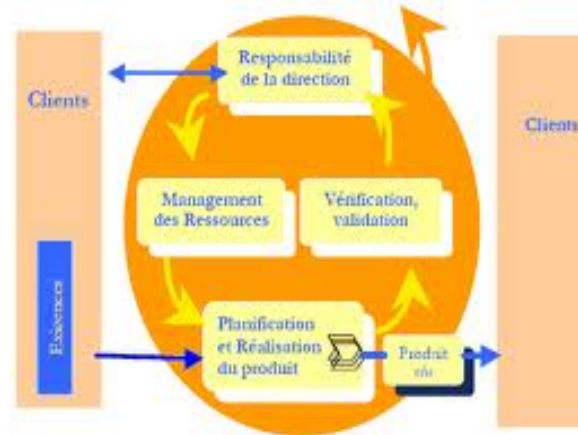 Responsabilité
de la direction
Clients
Clients
Management
des Ressources
Vérification,
validation
Exigences
Planification
et Réalisation
du produit
Produit